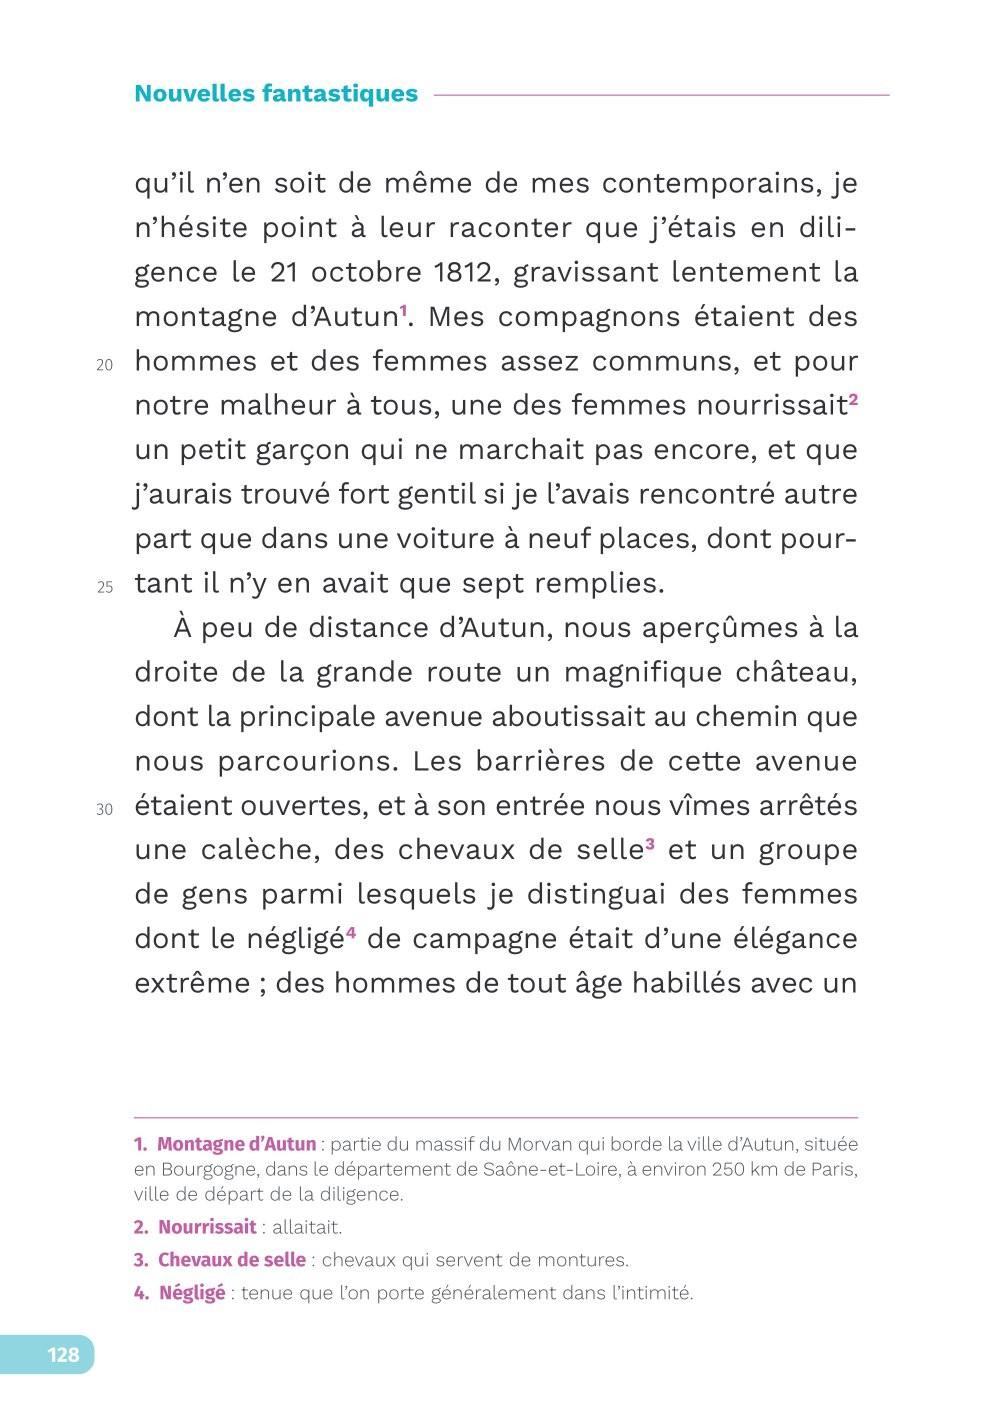 Nouvelles fantastiques
qu’il n’en soit de même de mes contemporains, je
n’hésite point à leur raconter que j’étais en dili-
gence le 21 octobre 1812, gravissant lentement la
montagne d’Autun¹. Mes compagnons étaient des
20 hommes et des femmes assez communs, et pour
notre malheur à tous, une des femmes nourrissait²
un petit garçon qui ne marchait pas encore, et que
j’aurais trouvé fort gentil si je l’avais rencontré autre
part que dans une voiture à neuf places, dont pour-
25 tant il n’y en avait que sept remplies.
À peu de distance d’Autun, nous aperçûmes à la
droite de la grande route un magnifique château,
dont la principale avenue aboutissait au chemin que
nous parcourions. Les barrières de cette avenue
30 étaient ouvertes, et à son entrée nous vîmes arrêtés
une calèche, des chevaux de selle³ et un groupe
de gens parmi lesquels je distinguai des femmes
dont le négligé⁴ de campagne était d’une élégance
extrême ; des hommes de tout âge habillés avec un
1. Montagne d’Autun : partie du massif du Morvan qui borde la ville d’Autun, située
en Bourgogne, dans le département de Saône-et-Loire, à environ 250 km de Paris,
ville de départ de la diligence.
2. Nourrissait : allaitait.
3. Chevaux de selle : chevaux qui servent de montures.
4. Négligé : tenue que l’on porte généralement dans l’intimité.
128